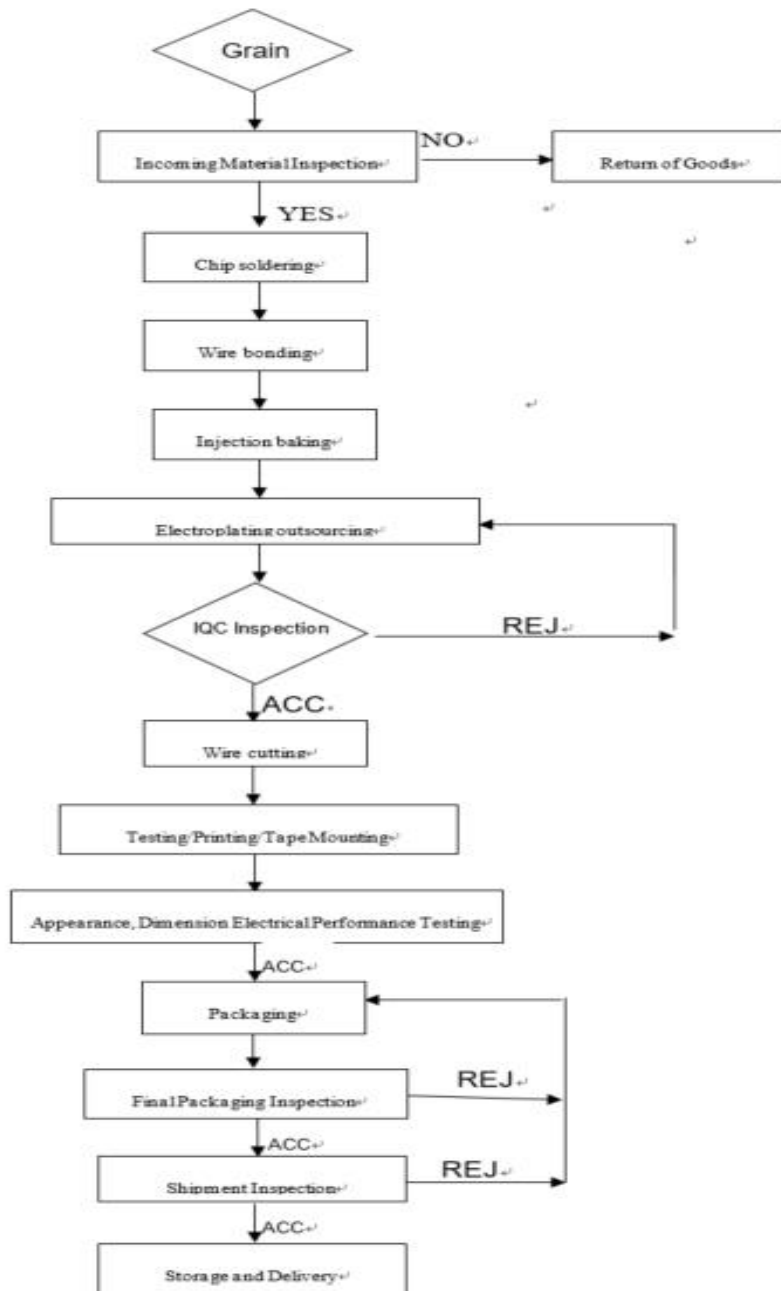 Grain
Incoming Material Inspection
NO
Return of Goods
YES
Chip soldering
Wire bonding
Injection baking
Electroplating outsourcing
IQC Inspection
REJ
ACC
Wire cutting
Testing/Printing/Tape Mounting
Appearance, Dimension Electrical Performance Testing
ACC
Packaging
Final Packaging Inspection
REJ
ACC
Shipment Inspection
REJ
ACC
Storage and Delivery